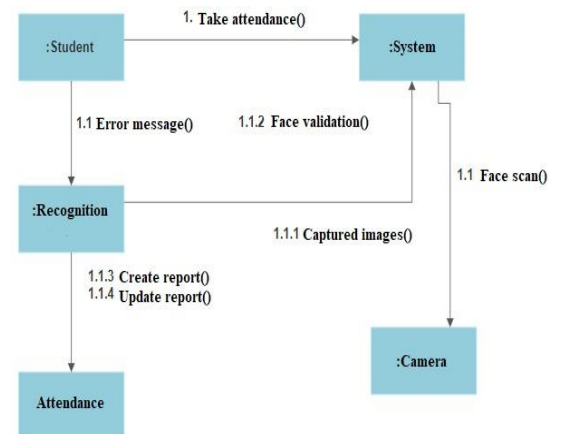 1. Take attendance()
:Student
:System
1.1 Error message()
1.1.2 Face validation()
1.1 Face scan()
:Recognition
1.1.1 Captured images()
1.1.3 Create report()
1.1.4 Update report()
:Camera
Attendance